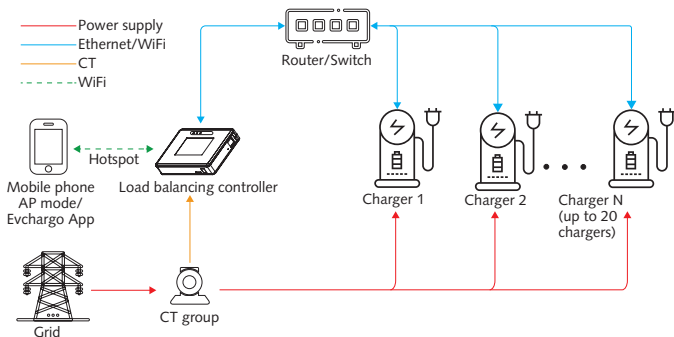 Power supply
Ethernet/WiFi
CT
WiFi
Router/Switch
Hotspot
Mobile phone
AP mode/
Evchargo App
Load balancing controller
Charger 1
Charger 2
Charger N
(up to 20
chargers)
Grid
CT group